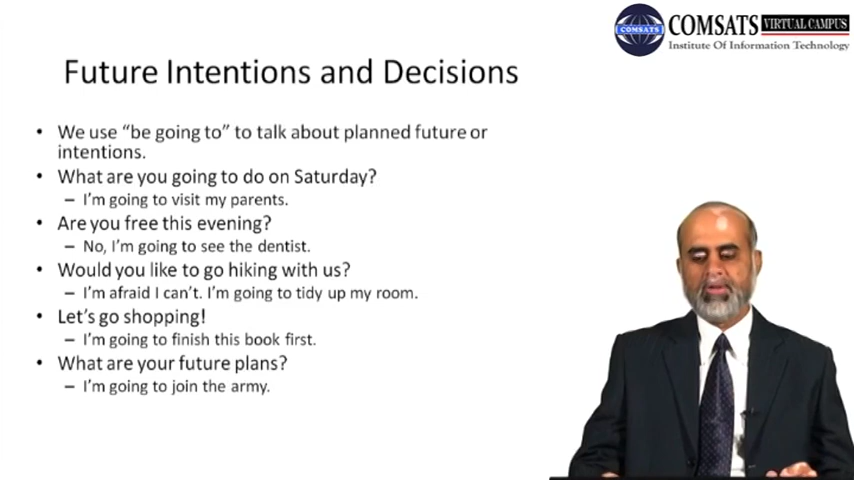 COMSATS
COMSATS VIRTUAL CAMPUS
Institute Of Information Technology
Future Intentions and Decisions
• We use “be going to” to talk about planned future or
intentions.
• What are you going to do on Saturday?
– I’m going to visit my parents.
• Are you free this evening?
– No, I’m going to see the dentist.
• Would you like to go hiking with us?
– I’m afraid I can’t. I’m going to tidy up my room.
• Let’s go shopping!
– I’m going to finish this book first.
• What are your future plans?
– I’m going to join the army.